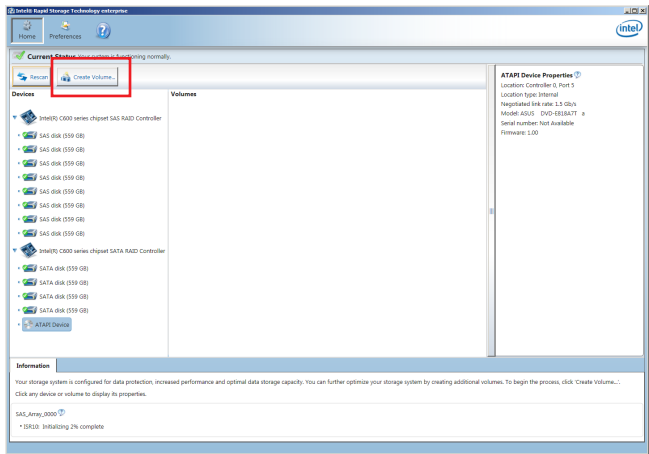 Intel® Rapid Storage Technology enterprise
Home
Preferences
intel
Current Status Your system is functioning normally.
Rescan
Create Volume...
Devices
Volumes
Intel(R) C600 series chipset SAS RAID Controller
SAS disk (559 GB)
SAS disk (559 GB)
SAS disk (559 GB)
SAS disk (559 GB)
SAS disk (559 GB)
SAS disk (559 GB)
SAS disk (559 GB)
SAS disk (559 GB)
Intel(R) C600 series chipset SATA RAID Controller
SATA disk (559 GB)
SATA disk (559 GB)
SATA disk (559 GB)
SATA disk (559 GB)
ATAPI Device
ATAPI Device Properties ?
Location: Controller 0, Port 5
Location type: Internal
Negotiated link rate: 1.5 Gb/s
Model: ASUS DVD-E818A7T a
Serial number: Not Available
Firmware: 1.00
Information
Your storage system is configured for data protection, increased performance and optimal data storage capacity. You can further optimize your storage system by creating additional volumes. To begin the process, click 'Create Volume...'.
Click any device or volume to display its properties.
SAS_Array_0000 ?
• ISR10: Initializing 2% complete